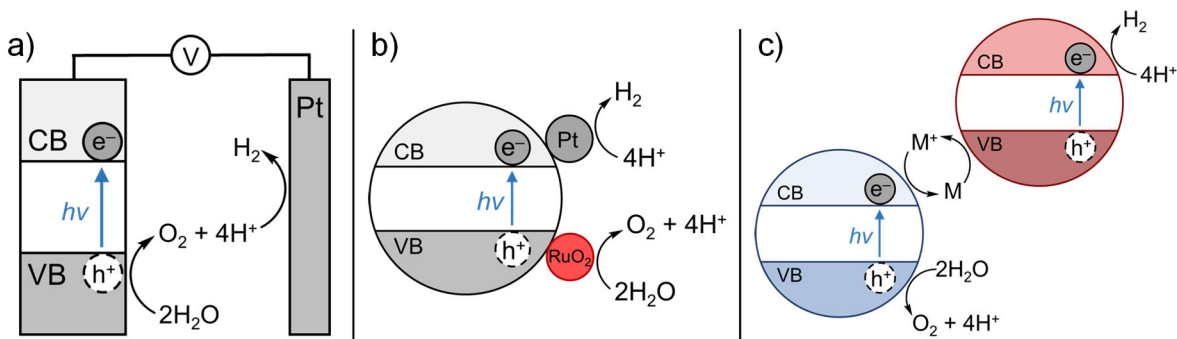 a)
V
CB
e⁻
hv
VB
h⁺
O₂ + 4H⁺
2H₂O
H₂
Pt
b)
CB
e⁻
Pt
H₂
4H⁺
hv
VB
h⁺
RuO₂
O₂ + 4H⁺
2H₂O
c)
CB
e⁻
H₂
4H⁺
hv
VB
h⁺
M⁺
M
CB
e⁻
hv
VB
h⁺
2H₂O
O₂ + 4H⁺